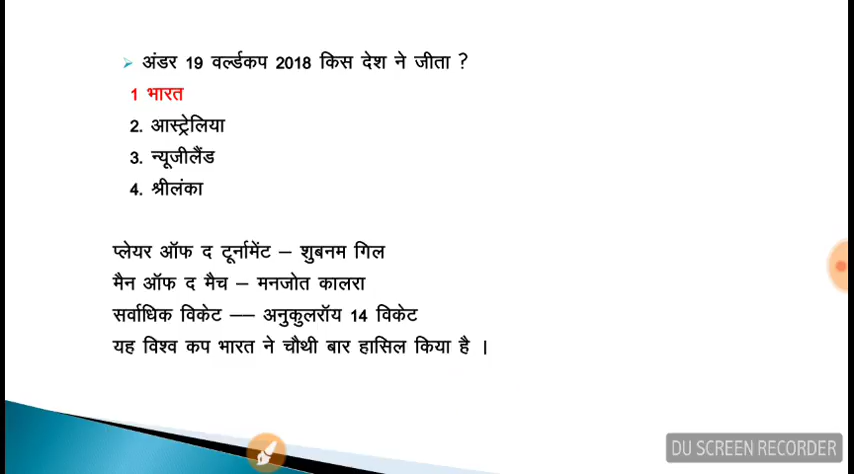 ➢ अंडर 19 वर्ल्डकप 2018 किस देश ने जीता ?
1 भारत
2. आस्ट्रेलिया
3. न्यूजीलैंड
4. श्रीलंका
प्लेयर ऑफ द टूर्नामेंट – शुबनम गिल
मैन ऑफ द मैच – मनजोत कालरा
सर्वाधिक विकेट –– अनुकुलरॉय 14 विकेट
यह विश्व कप भारत ने चौथी बार हासिल किया है ।
DU SCREEN RECORDER